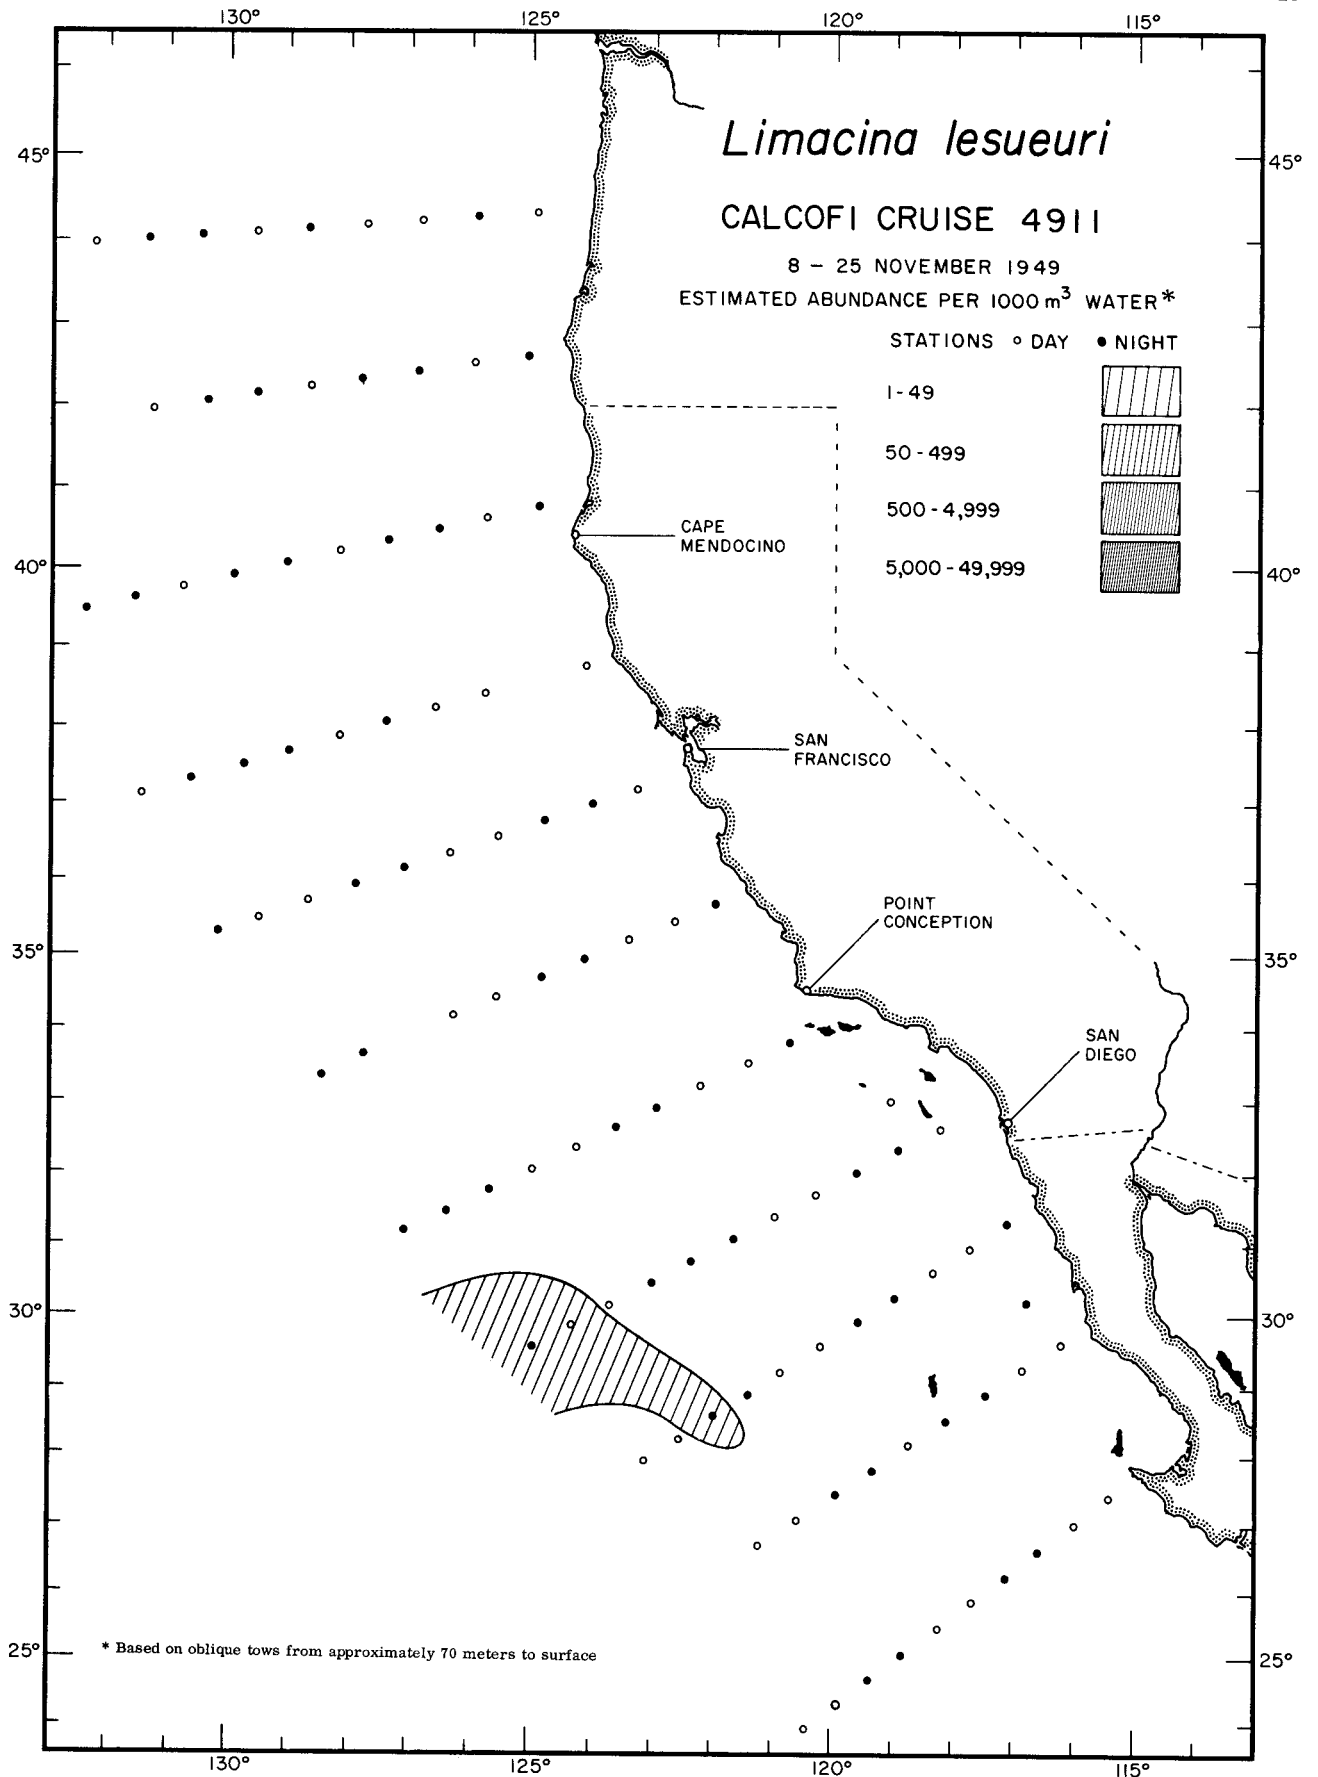 130° 125° 120° 115°
Limacina lesueuri
45° 45°
CALCOFI CRUISE 4911
8 - 25 NOVEMBER 1949
ESTIMATED ABUNDANCE PER 1000 m³ WATER*
STATIONS ○ DAY ● NIGHT
1 - 49
50 - 499
500 - 4,999
5,000 - 49,999
CAPE
MENDOCINO
40° 40°
SAN
FRANCISCO
POINT
CONCEPTION
35° 35°
SAN
DIEGO
30° 30°
* Based on oblique tows from approximately 70 meters to surface
25° 25°
130° 125° 120° 115°